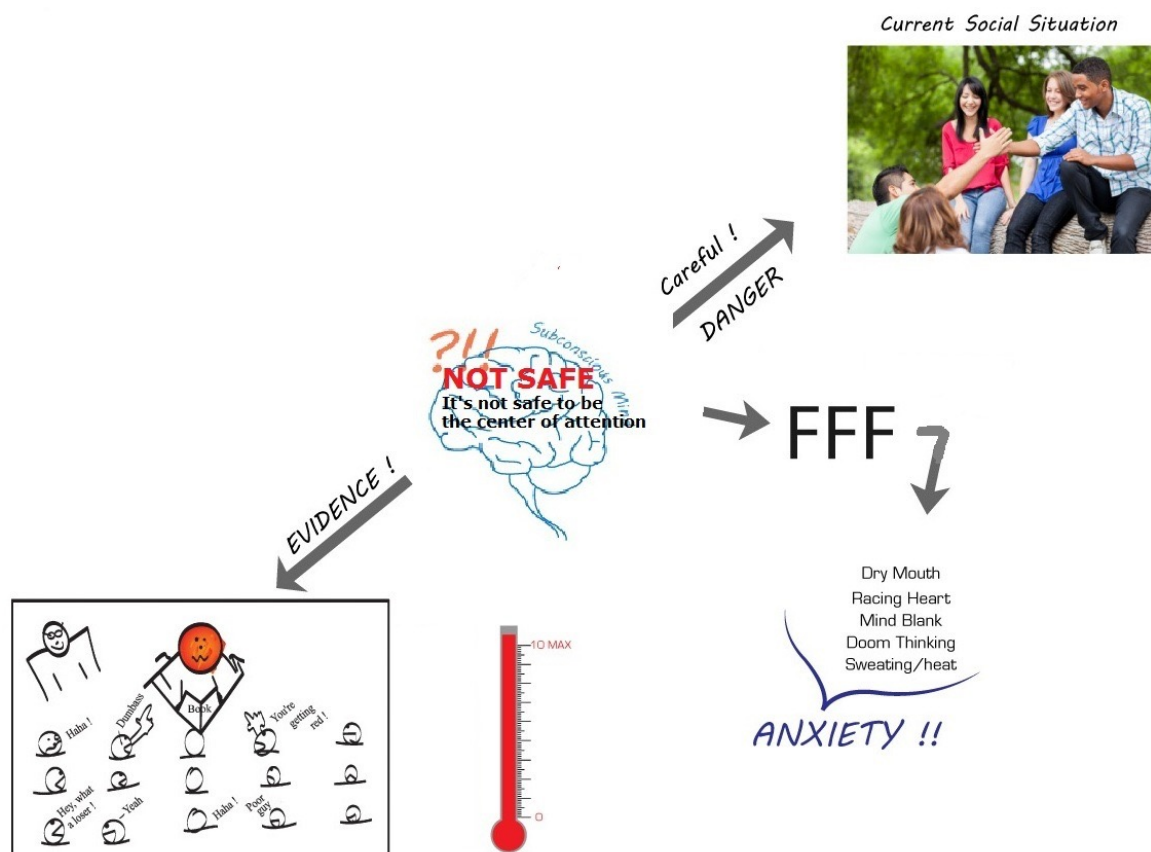 Current Social Situation
Careful !
DANGER
?!!
Subconscious Mind
NOT SAFE
It's not safe to be
the center of attention
FFF
EVIDENCE !
Dry Mouth
Racing Heart
Mind Blank
Doom Thinking
Sweating/heat
ANXIETY !!
10 MAX
0
Book
Haha !
Dumbass
You're
getting
red !
Hey, what
a loser !
- Yeah
Haha !
Poor
guy